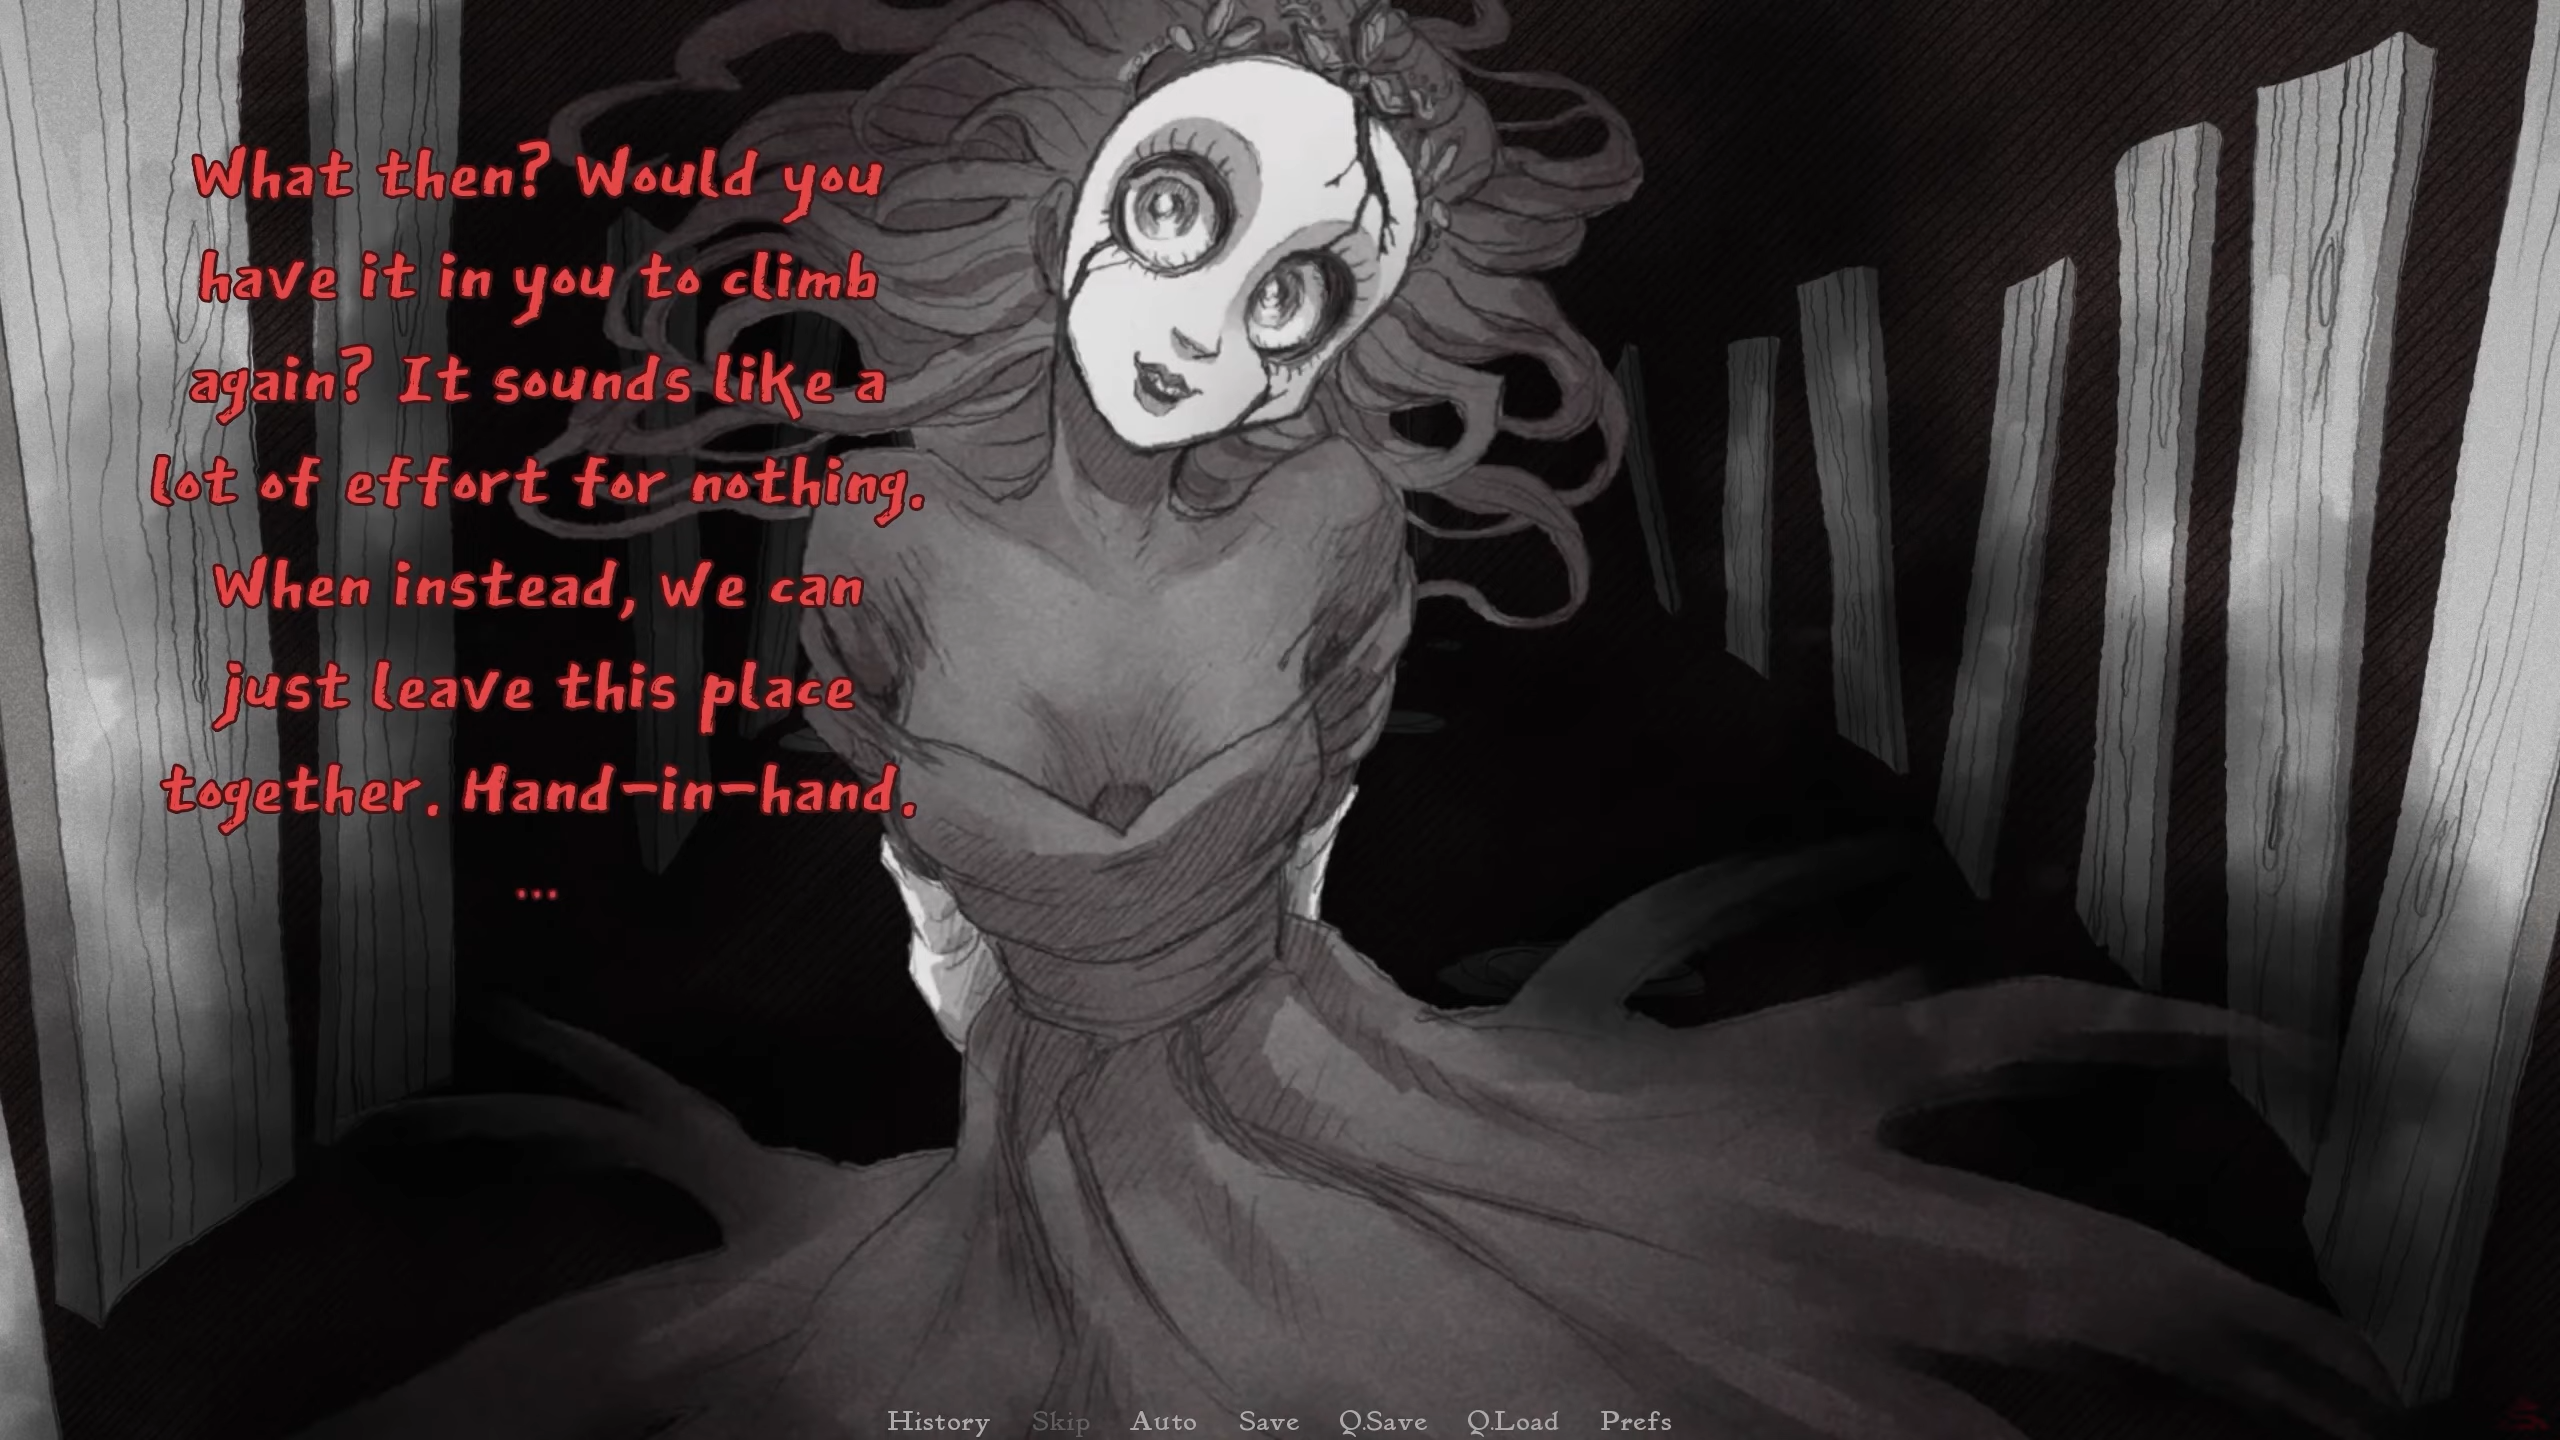 What then? Would you
have it in you to climb
again? It sounds like a
lot of effort for nothing.
When instead, we can
just leave this place
together. Hand-in-hand.
...
History Skip Auto Save Q.Save Q.Load Prefs